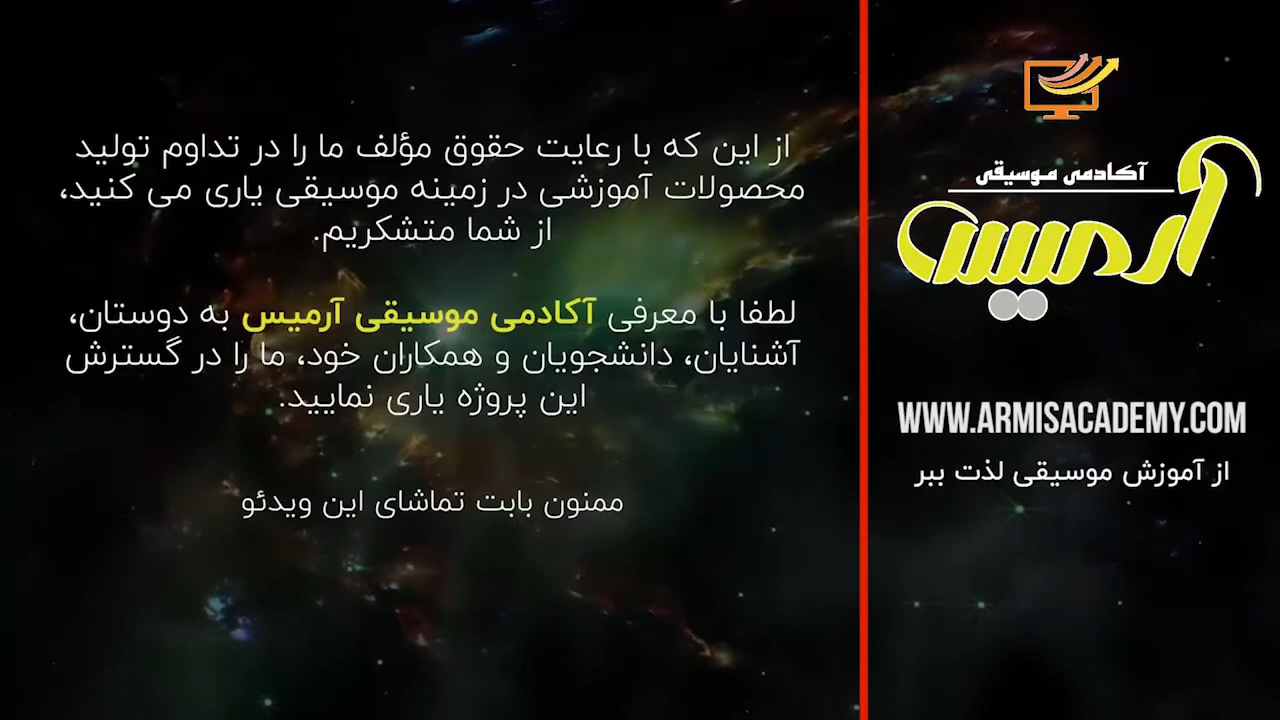 از این که با رعایت حقوق مؤلف ما را در تداوم تولید
محصولات آموزشی در زمینه موسیقی یاری می کنید،
از شما متشکریم.
لطفا با معرفی آکادمی موسیقی آرمیس به دوستان،
آشنایان، دانشجویان و همکاران خود، ما را در گسترش
این پروژه یاری نمایید.
ممنون بابت تماشای این ویدئو
آکادمی موسیقی
آرمیس
WWW.ARMISACADEMY.COM
از آموزش موسیقی لذت ببر